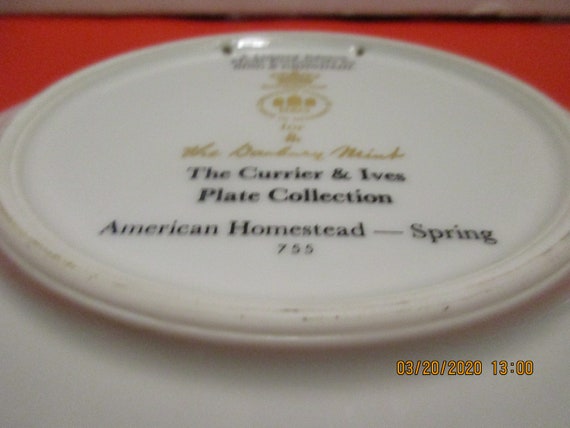 The Danbury Mint
The Currier & Ives
Plate Collection
American Homestead — Spring
755
03/20/2020 13:00